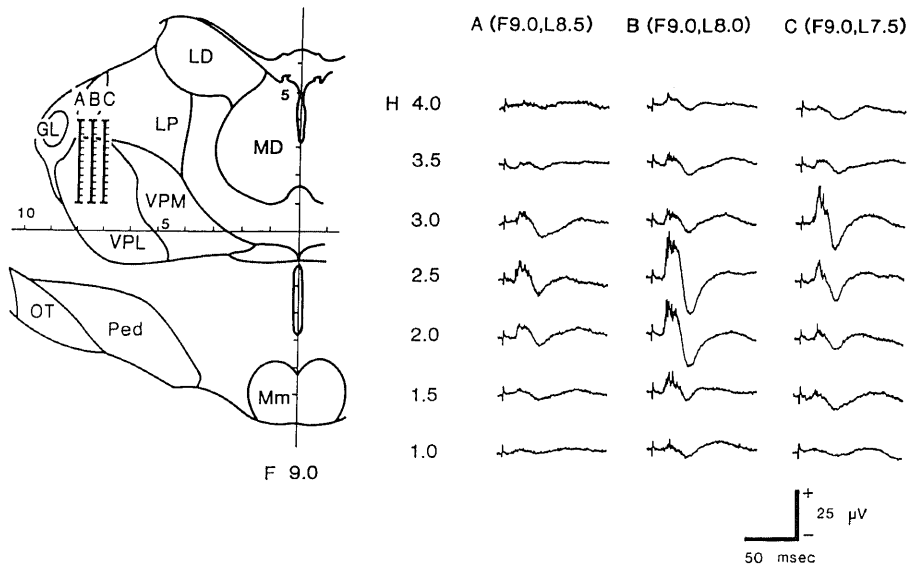 A (F9.0,L8.5) B (F9.0,L8.0) C (F9.0,L7.5)
LD
5
A B C
H 4.0
GL
LP
MD
3.5
VPM
10
5
3.0
VPL
2.5
OT
Ped
2.0
Mm
1.5
1.0
F 9.0
+
25 μV
−
50 msec